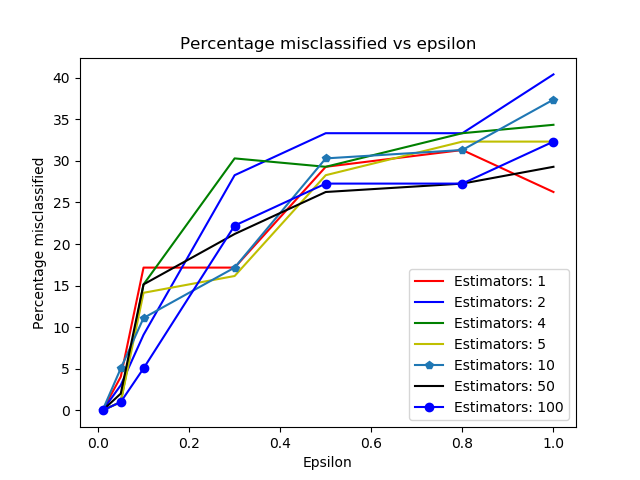 Percentage misclassified vs epsilon
Percentage misclassified
40
35
30
25
20
15
10
5
0
0.0 0.2 0.4 0.6 0.8 1.0
Epsilon
Estimators: 1
Estimators: 2
Estimators: 4
Estimators: 5
Estimators: 10
Estimators: 50
Estimators: 100